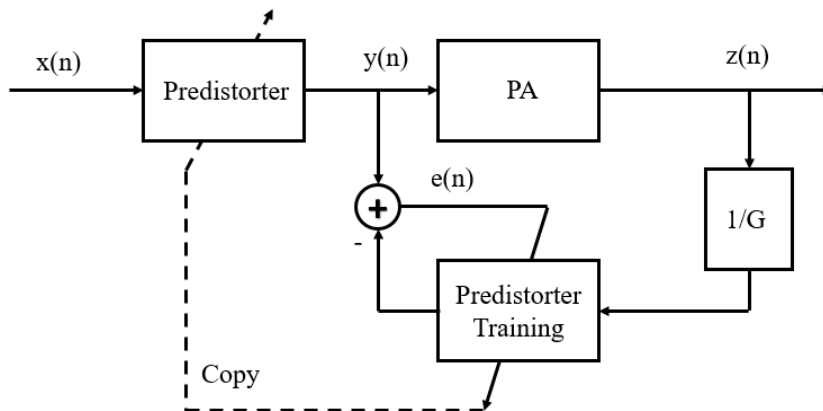 x(n)
Predistorter
y(n)
PA
z(n)
e(n)
+
-
1/G
Predistorter
Training
Copy